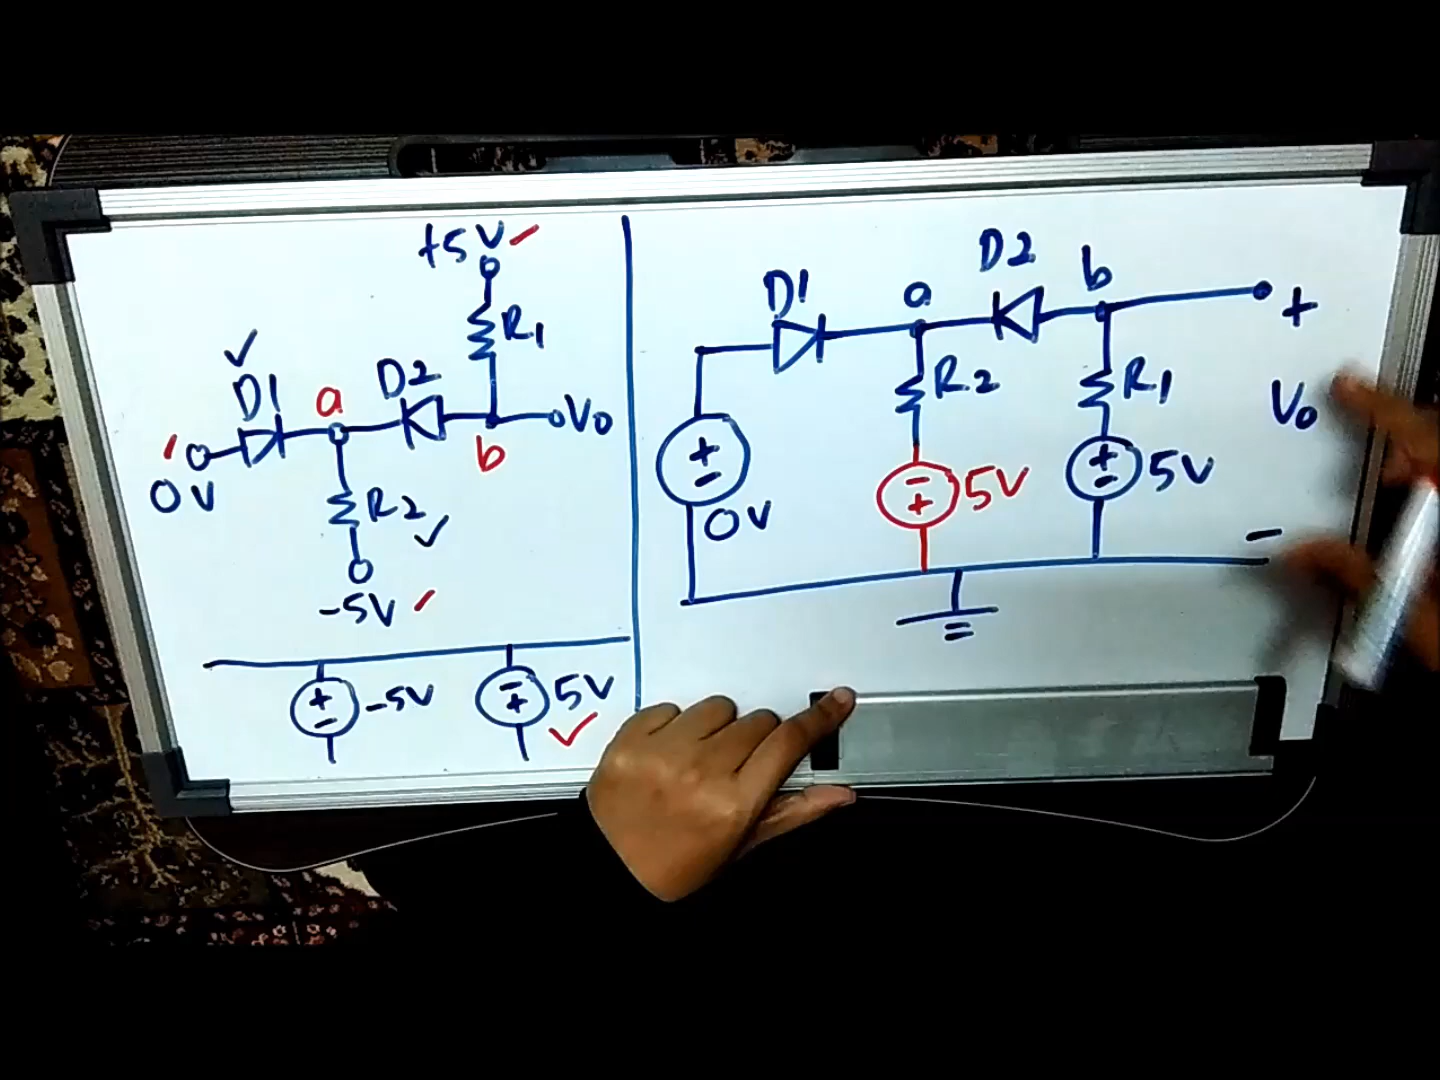 +5V
R1
D1
a
D2
Vo
b
0V
R2
-5V
+
-
-5V
-
+
5V
D1
a
D2
b
+
R2
R1
Vo
+
-
0V
-
+
5V
+
-
5V
-